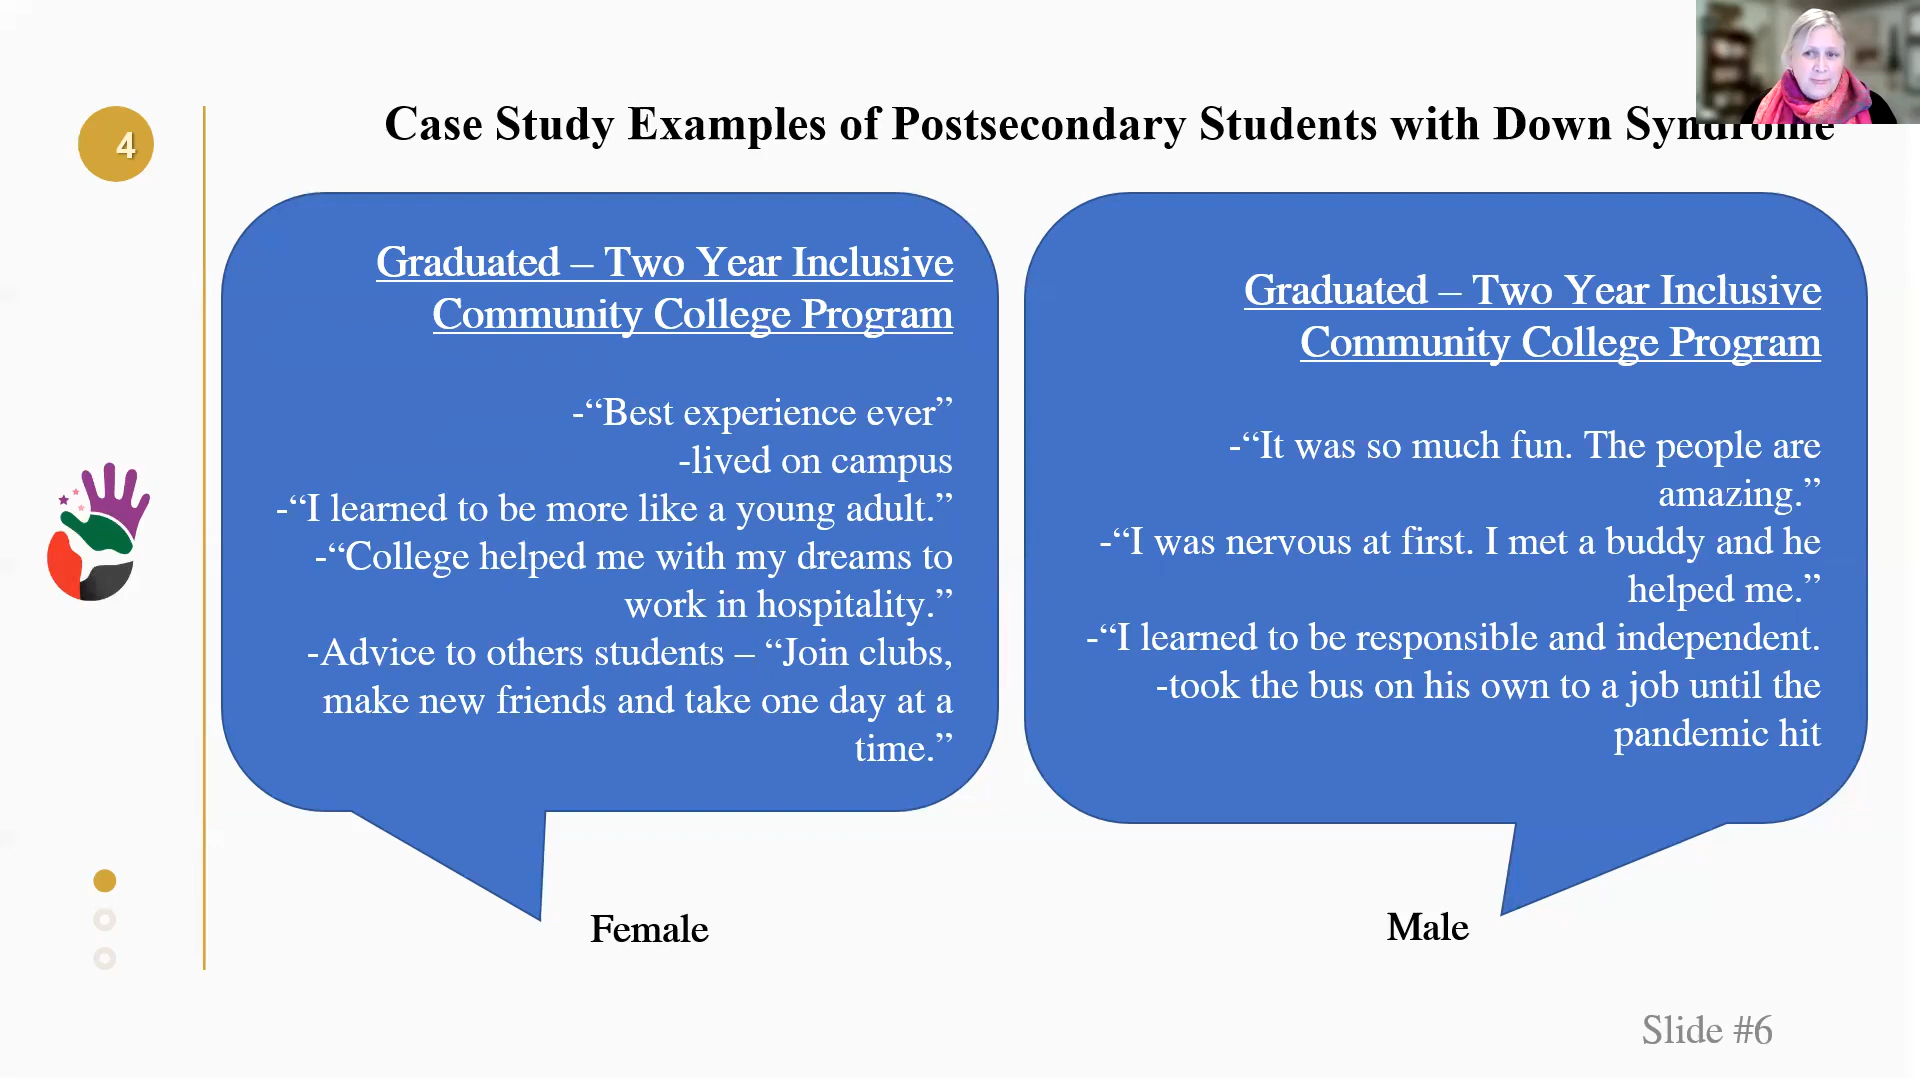 4
Case Study Examples of Postsecondary Students with Down Syndrome
Graduated – Two Year Inclusive
Community College Program
-“Best experience ever”
-lived on campus
-“I learned to be more like a young adult.”
-“College helped me with my dreams to
work in hospitality.”
-Advice to others students – “Join clubs,
make new friends and take one day at a
time.”
Female
Graduated – Two Year Inclusive
Community College Program
-“It was so much fun. The people are
amazing.”
-“I was nervous at first. I met a buddy and he
helped me.”
-“I learned to be responsible and independent.
-took the bus on his own to a job until the
pandemic hit
Male
Slide #6